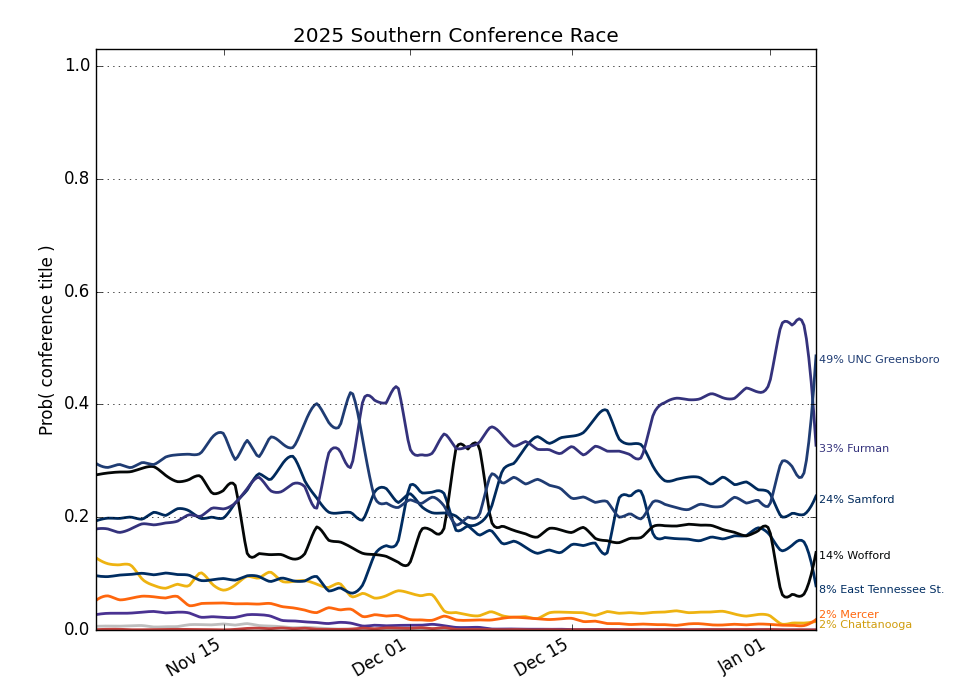 2025 Southern Conference Race
Prob( conference title )
1.0
0.8
0.6
0.4
0.2
0.0
Nov 15
Dec 01
Dec 15
Jan 01
49% UNC Greensboro
33% Furman
24% Samford
14% Wofford
8% East Tennessee St.
2% Mercer
2% Chattanooga